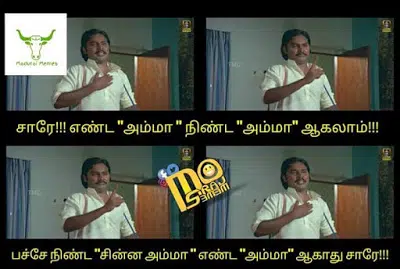 Madurai Memes
சாரே!!! எண்ட "அம்மா " நிண்ட "அம்மா" ஆகலாம்!!!
பச்சே நிண்ட "சின்ன அம்மா " எண்ட "அம்மா" ஆகாது சாரே!!!